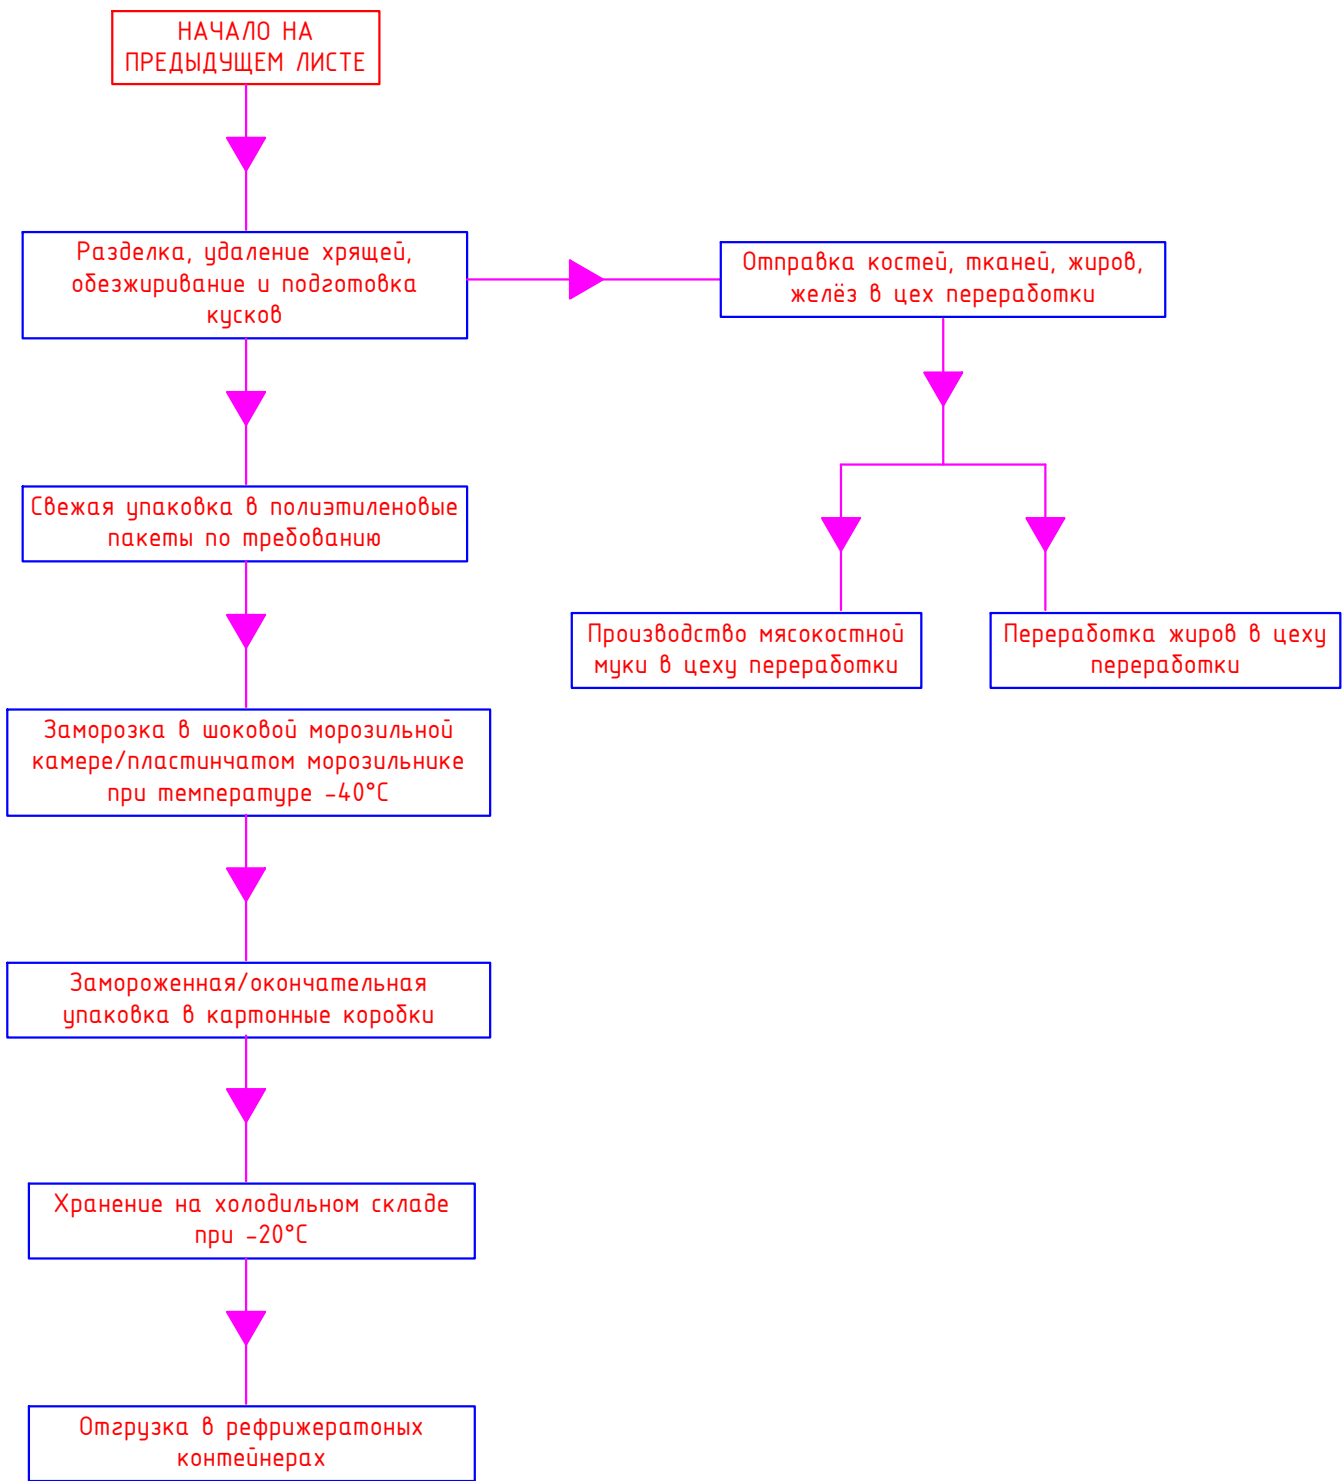 НАЧАЛО НА
ПРЕДЫДУЩЕМ ЛИСТЕ
Разделка, удаление хрящей,
обезжиривание и подготовка
кусков
Отправка костей, тканей, жиров,
желёз в цех переработки
Свежая упаковка в полиэтиленовые
пакеты по требованию
Производство мясокостной
муки в цеху переработки
Переработка жиров в цеху
переработки
Заморозка в шоковой морозильной
камере/пластинчатом морозильнике
при температуре -40°C
Замороженная/окончательная
упаковка в картонные коробки
Хранение на холодильном складе
при -20°C
Отгрузка в рефрижератоных
контейнерах